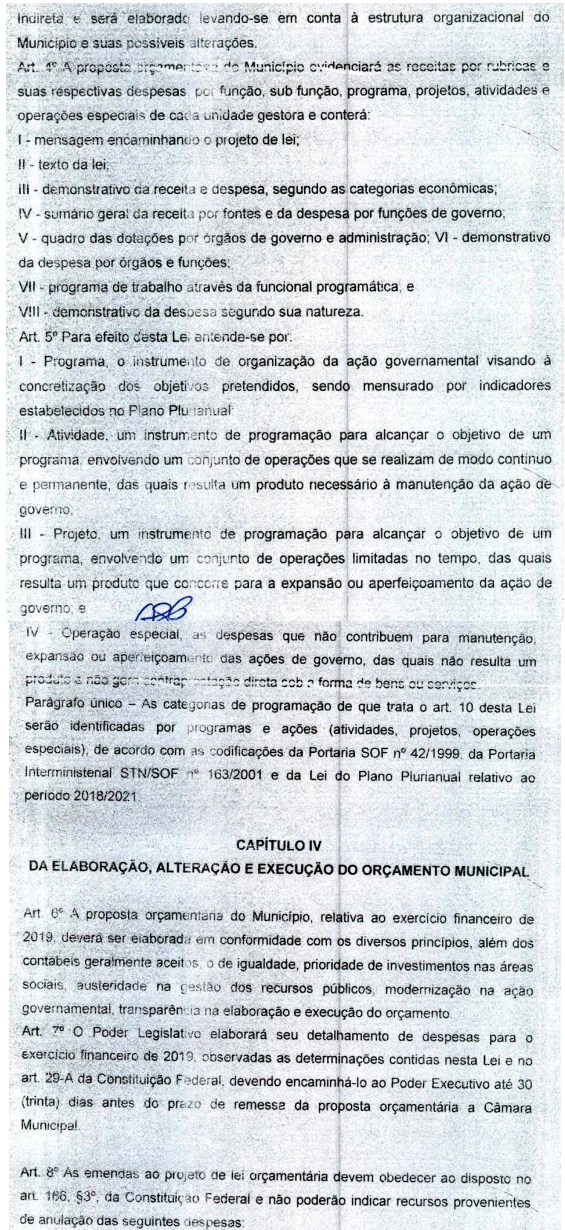 Indireta e será elaborado levando-se em conta à estrutura organizacional do
Município e suas possíveis alterações.
Art. 4º A proposta orçamentária do Município evidenciará as receitas por rubricas e
suas respectivas despesas por função, sub função, programa, projetos, atividades e
operações especiais de cada unidade gestora e conterá:
I - mensagem encaminhando o projeto de lei;
II - texto da lei;
III - demonstrativo da receita e despesa, segundo as categorias econômicas;
IV - sumário geral da receita por fontes e da despesa por funções de governo;
V - quadro das dotações por órgãos de governo e administração; VI - demonstrativo
da despesa por órgãos e funções;
VII - programa de trabalho através da funcional programática, e
VIII - demonstrativo da despesa segundo sua natureza.
Art. 5º Para efeito desta Lei entende-se por:
I - Programa, o instrumento de organização da ação governamental visando à
concretização dos objetivos pretendidos, sendo mensurado por indicadores
estabelecidos no Plano Plurianual
II - Atividade, um instrumento de programação para alcançar o objetivo de um
programa, envolvendo um conjunto de operações que se realizam de modo contínuo
e permanente, das quais resulta um produto necessário à manutenção da ação de
governo;
III - Projeto, um instrumento de programação para alcançar o objetivo de um
programa, envolvendo um conjunto de operações limitadas no tempo, das quais
resulta um produto que concorre para a expansão ou aperfeiçoamento da ação de
governo; e
IV - Operação especial, as despesas que não contribuem para manutenção,
expansão ou aperfeiçoamento das ações de governo, das quais não resulta um
produto e não gera contraprestação direta sob a forma de bens ou serviços.
Parágrafo único – As categorias de programação de que trata o art. 10 desta Lei
serão identificadas por programas e ações (atividades, projetos, operações
especiais), de acordo com as codificações da Portaria SOF nº 42/1999, da Portaria
Interministerial STN/SOF nº 163/2001 e da Lei do Plano Plurianual relativo ao
período 2018/2021.
CAPÍTULO IV
DA ELABORAÇÃO, ALTERAÇÃO E EXECUÇÃO DO ORÇAMENTO MUNICIPAL
Art. 6º A proposta orçamentária do Município, relativa ao exercício financeiro de
2019, deverá ser elaborada em conformidade com os diversos princípios, além dos
contábeis geralmente aceitos, o de igualdade, prioridade de investimentos nas áreas
sociais, austeridade na gestão dos recursos públicos, modernização na ação
governamental, transparência na elaboração e execução do orçamento.
Art. 7º O Poder Legislativo elaborará seu detalhamento de despesas para o
exercício financeiro de 2019, observadas as determinações contidas nesta Lei e no
art. 29-A da Constituição Federal, devendo encaminhá-lo ao Poder Executivo até 30
(trinta) dias antes do prazo de remessa da proposta orçamentária a Câmara
Municipal.
Art. 8º As emendas ao projeto de lei orçamentária devem obedecer ao disposto no
art. 166, §3º, da Constituição Federal e não poderão indicar recursos provenientes
de anulação das seguintes despesas: